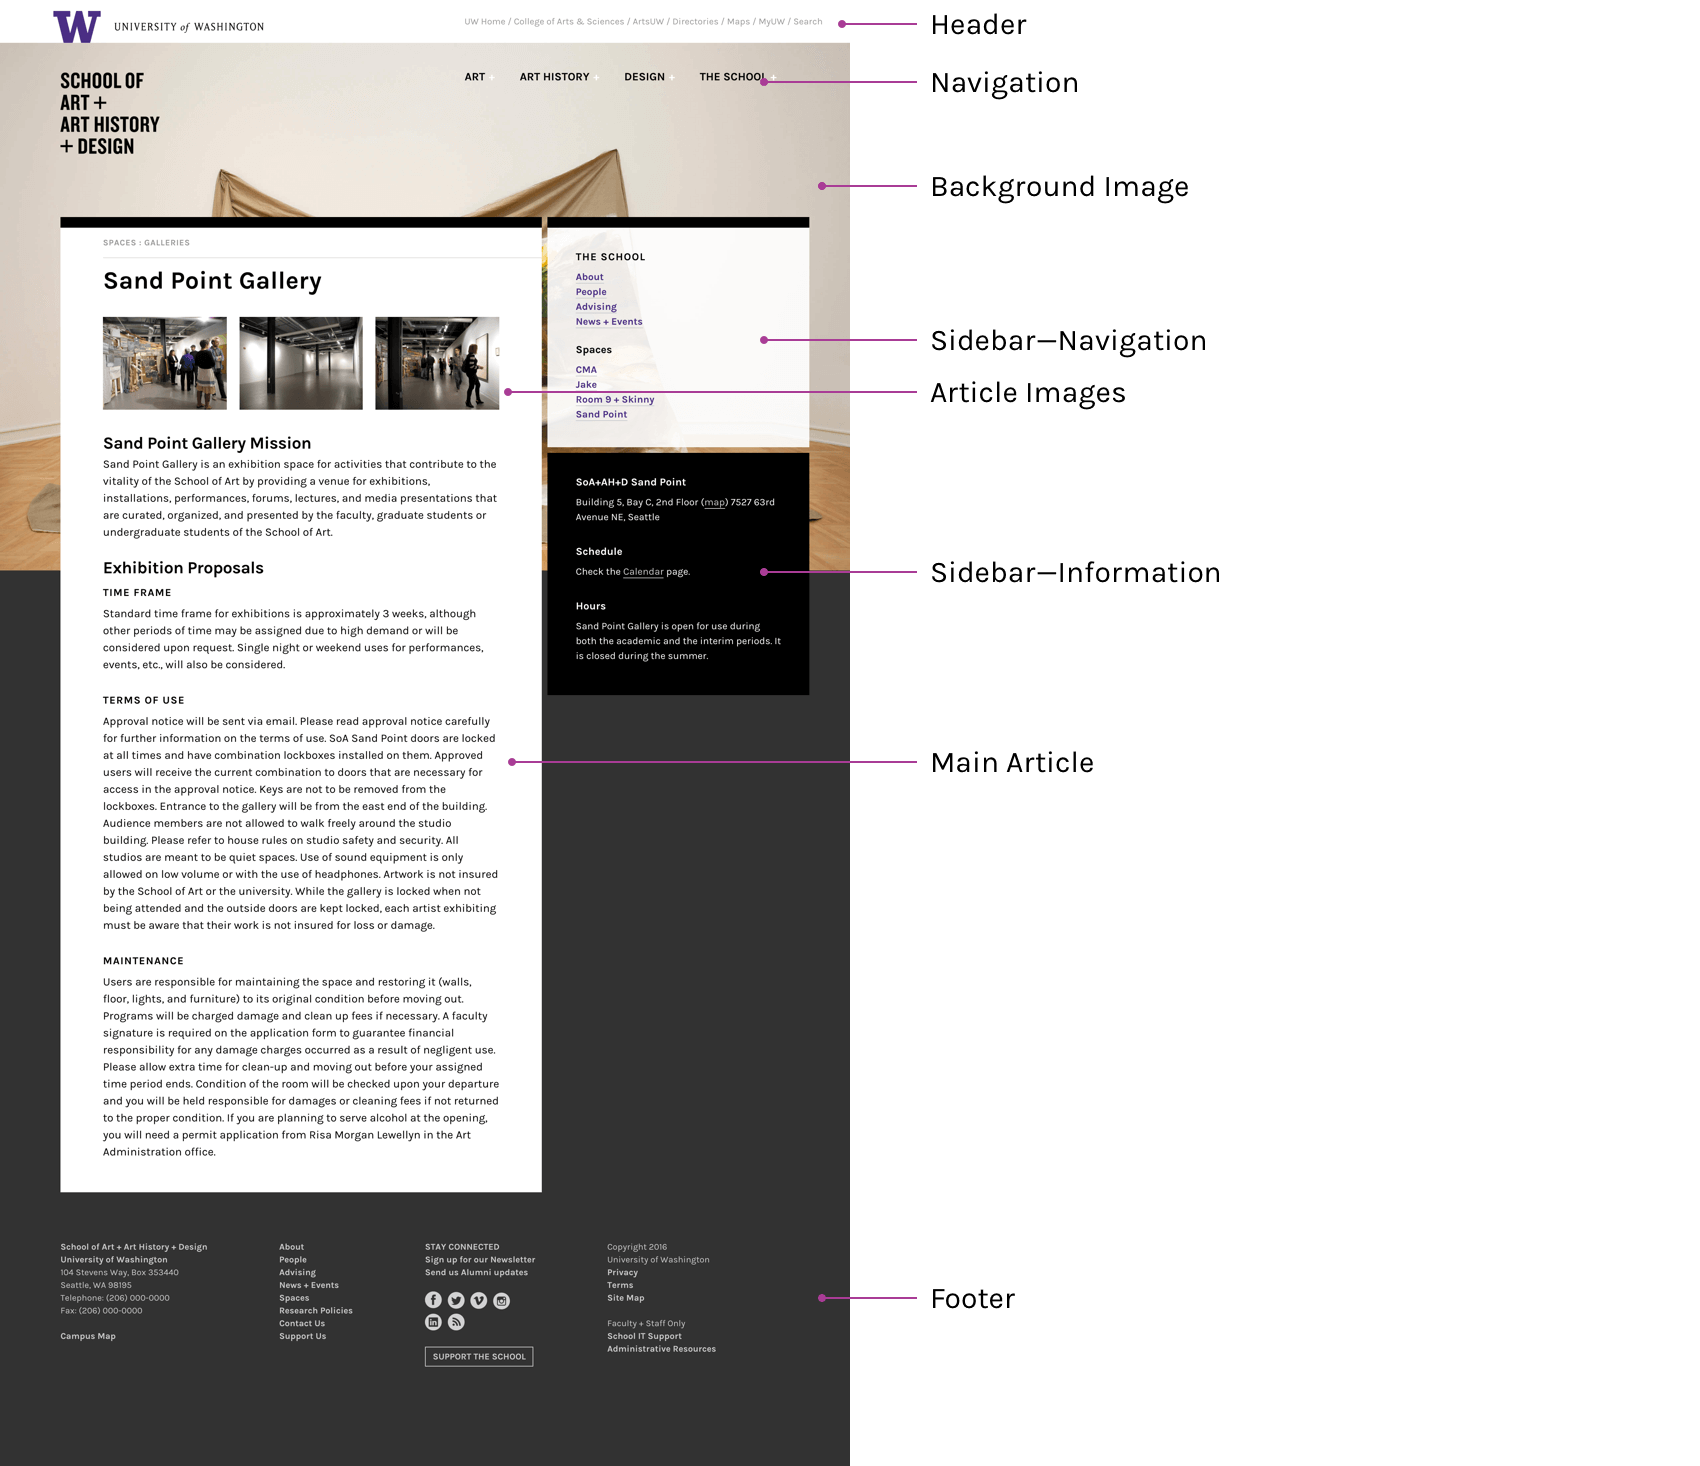 W UNIVERSITY of WASHINGTON
UW Home / College of Arts & Sciences / ArtsUW / Directories / Maps / MyUW / Search
Header
SCHOOL OF
ART +
ART HISTORY
+ DESIGN
ART + ART HISTORY + DESIGN + THE SCHOOL +
Navigation
Background Image
SPACES : GALLERIES
Sand Point Gallery
Sand Point Gallery Mission
Sand Point Gallery is an exhibition space for activities that contribute to the
vitality of the School of Art by providing a venue for exhibitions,
installations, performances, forums, lectures, and media presentations that
are curated, organized, and presented by the faculty, graduate students or
undergraduate students of the School of Art.
Exhibition Proposals
TIME FRAME
Standard time frame for exhibitions is approximately 3 weeks, although
other periods of time may be assigned due to high demand or will be
considered upon request. Single night or weekend uses for performances,
events, etc., will also be considered.
TERMS OF USE
Approval notice will be sent via email. Please read approval notice carefully
for further information on the terms of use. SoA Sand Point doors are locked
at all times and have combination lockboxes installed on them. Approved
users will receive the current combination to doors that are necessary for
access in the approval notice. Keys are not to be removed from the
lockboxes. Entrance to the gallery will be from the east end of the building.
Audience members are not allowed to walk freely around the studio
building. Please refer to house rules on studio safety and security. All
studios are meant to be quiet spaces. Use of sound equipment is only
allowed on low volume or with the use of headphones. Artwork is not insured
by the School of Art or the university. While the gallery is locked when not
being attended and the outside doors are kept locked, each artist exhibiting
must be aware that their work is not insured for loss or damage.
MAINTENANCE
Users are responsible for maintaining the space and restoring it (walls,
floor, lights, and furniture) to its original condition before moving out.
Programs will be charged damage and clean up fees if necessary. A faculty
signature is required on the application form to guarantee financial
responsibility for any damage charges occurred as a result of negligent use.
Please allow extra time for clean-up and moving out before your assigned
time period ends. Condition of the room will be checked upon your departure
and you will be held responsible for damages or cleaning fees if not returned
to the proper condition. If you are planning to serve alcohol at the opening,
you will need a permit application from Risa Morgan Lewellyn in the Art
Administration office.
THE SCHOOL
About
People
Advising
News + Events
Spaces
CMA
Jake
Room 9 + Skinny
Sand Point
Sidebar—Navigation
Article Images
SoA+AH+D Sand Point
Building 5, Bay C, 2nd Floor (map) 7527 63rd
Avenue NE, Seattle
Schedule
Check the Calendar page.
Hours
Sand Point Gallery is open for use during
both the academic and the interim periods. It
is closed during the summer.
Sidebar—Information
Main Article
School of Art + Art History + Design
University of Washington
104 Stevens Way, Box 353440
Seattle, WA 98195
Telephone: (206) 000-0000
Fax: (206) 000-0000
Campus Map
About
People
Advising
News + Events
Spaces
Research Policies
Contact Us
Support Us
STAY CONNECTED
Sign up for our Newsletter
Send us Alumni updates
SUPPORT THE SCHOOL
Copyright 2016
University of Washington
Privacy
Terms
Site Map
Faculty + Staff Only
School IT Support
Administrative Resources
Footer